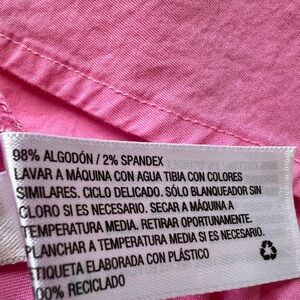 98% ALGODÓN / 2% SPANDEX
LAVAR A MÁQUINA CON AGUA TIBIA CON COLORES
SIMILARES. CICLO DELICADO. SÓLO BLANQUEADOR SIN
CLORO SI ES NECESARIO. SECAR A MÁQUINA A
TEMPERATURA MEDIA. RETIRAR OPORTUNAMENTE.
PLANCHAR A TEMPERATURA MEDIA SI ES NECESARIO.
ETIQUETA ELABORADA CON PLÁSTICO
100% RECICLADO